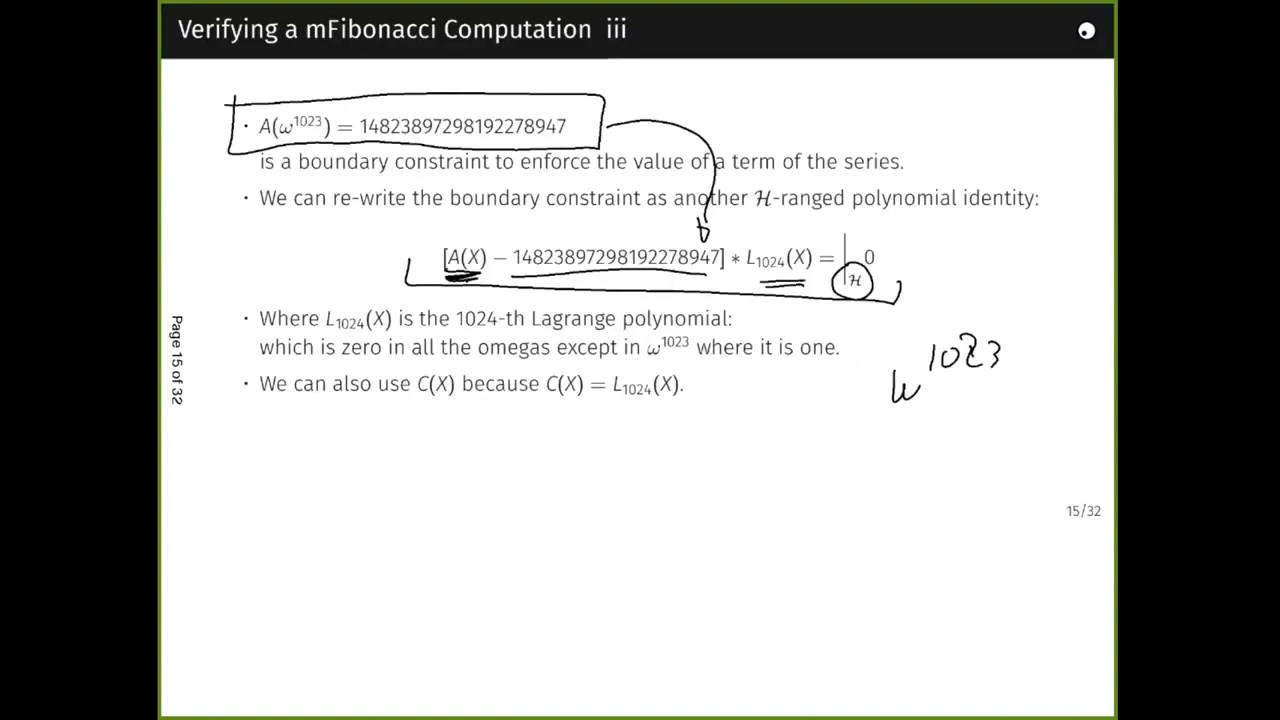 Verifying a mFibonacci Computation iii
· A(ω¹⁰²³) = 14823897298192278947
is a boundary constraint to enforce the value of a term of the series.
· We can re-write the boundary constraint as another ℋ-ranged polynomial identity:
[A(X) − 14823897298192278947] ∗ L₁₀₂₄(X) =|ℋ 0
· Where L₁₀₂₄(X) is the 1024-th Lagrange polynomial:
which is zero in all the omegas except in ω¹⁰²³ where it is one.
· We can also use C(X) because C(X) = L₁₀₂₄(X).
ω¹⁰²³
Page 15 of 32
15/32